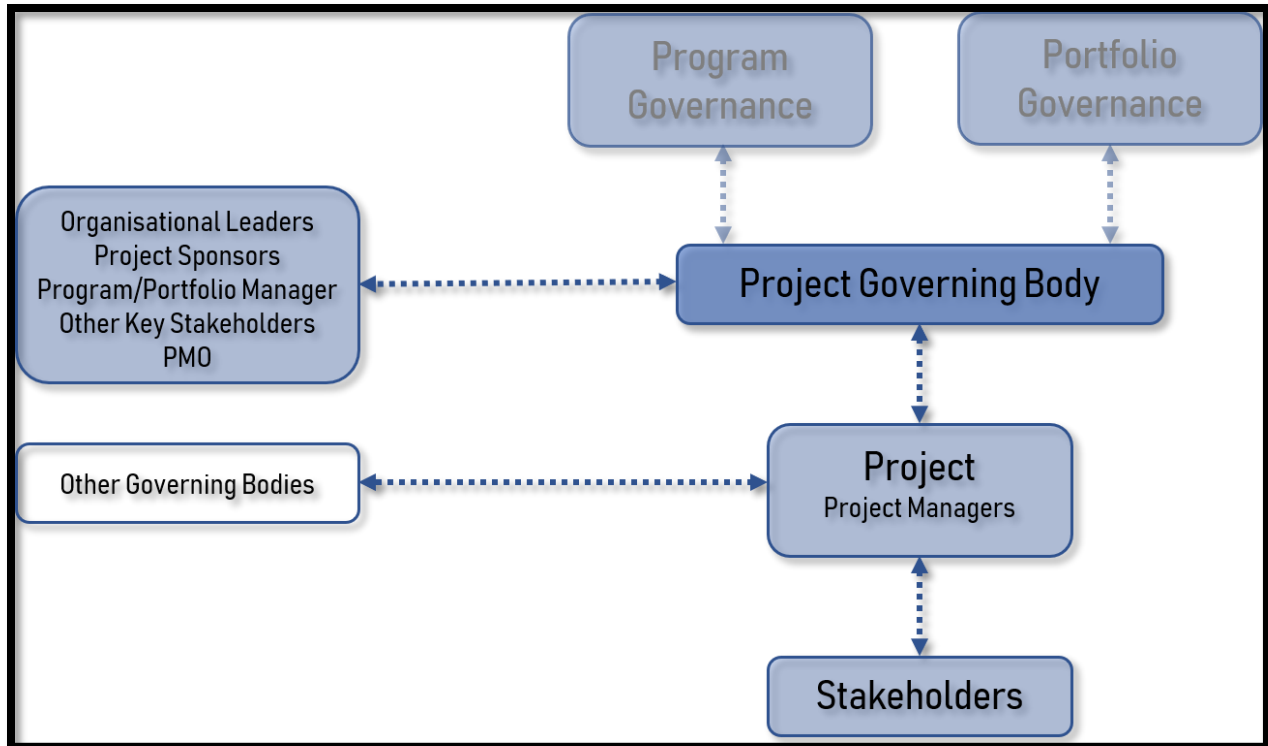 Program
Governance
Portfolio
Governance
Organisational Leaders
Project Sponsors
Program/Portfolio Manager
Other Key Stakeholders
PMO
Project Governing Body
Other Governing Bodies
Project
Project Managers
Stakeholders